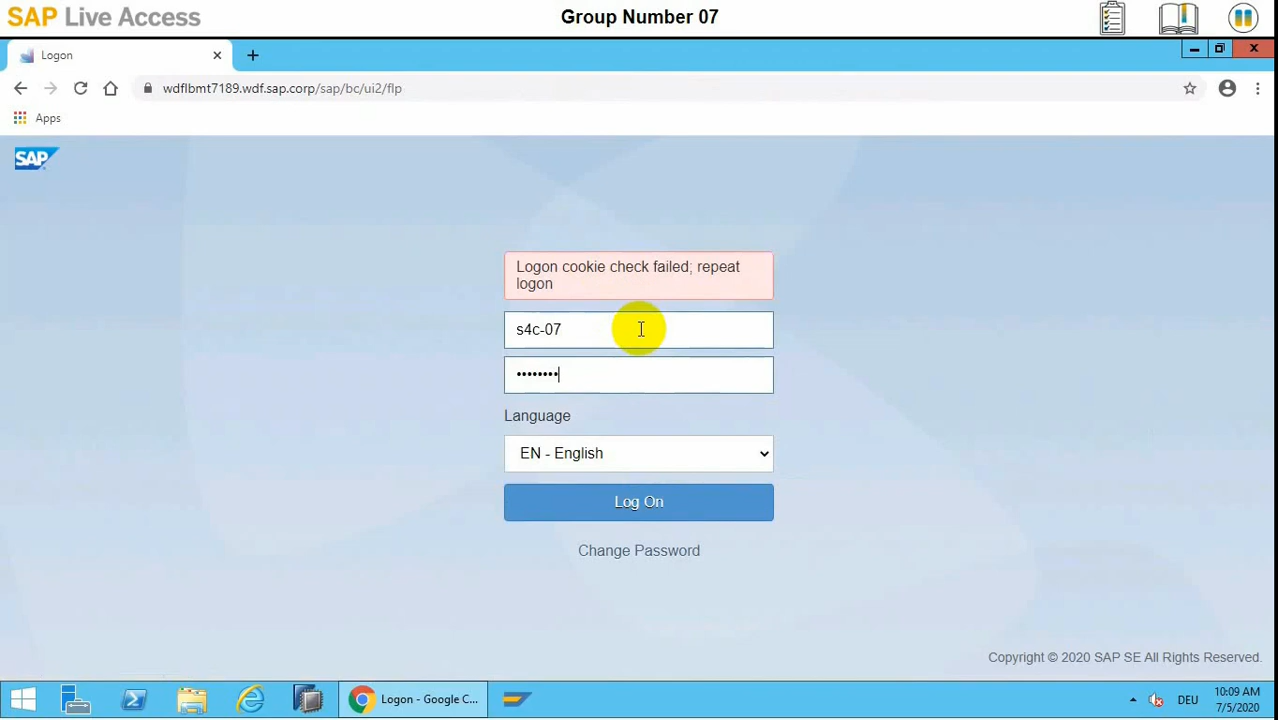 SAP Live Access
Group Number 07
Logon
wdflbmt7189.wdf.sap.corp/sap/bc/ui2/flp
Apps
SAP
Logon cookie check failed; repeat
logon
s4c-07
••••••••
Language
EN - English
Log On
Change Password
Copyright © 2020 SAP SE All Rights Reserved.
Logon - Google C...
DEU
10:09 AM
7/5/2020